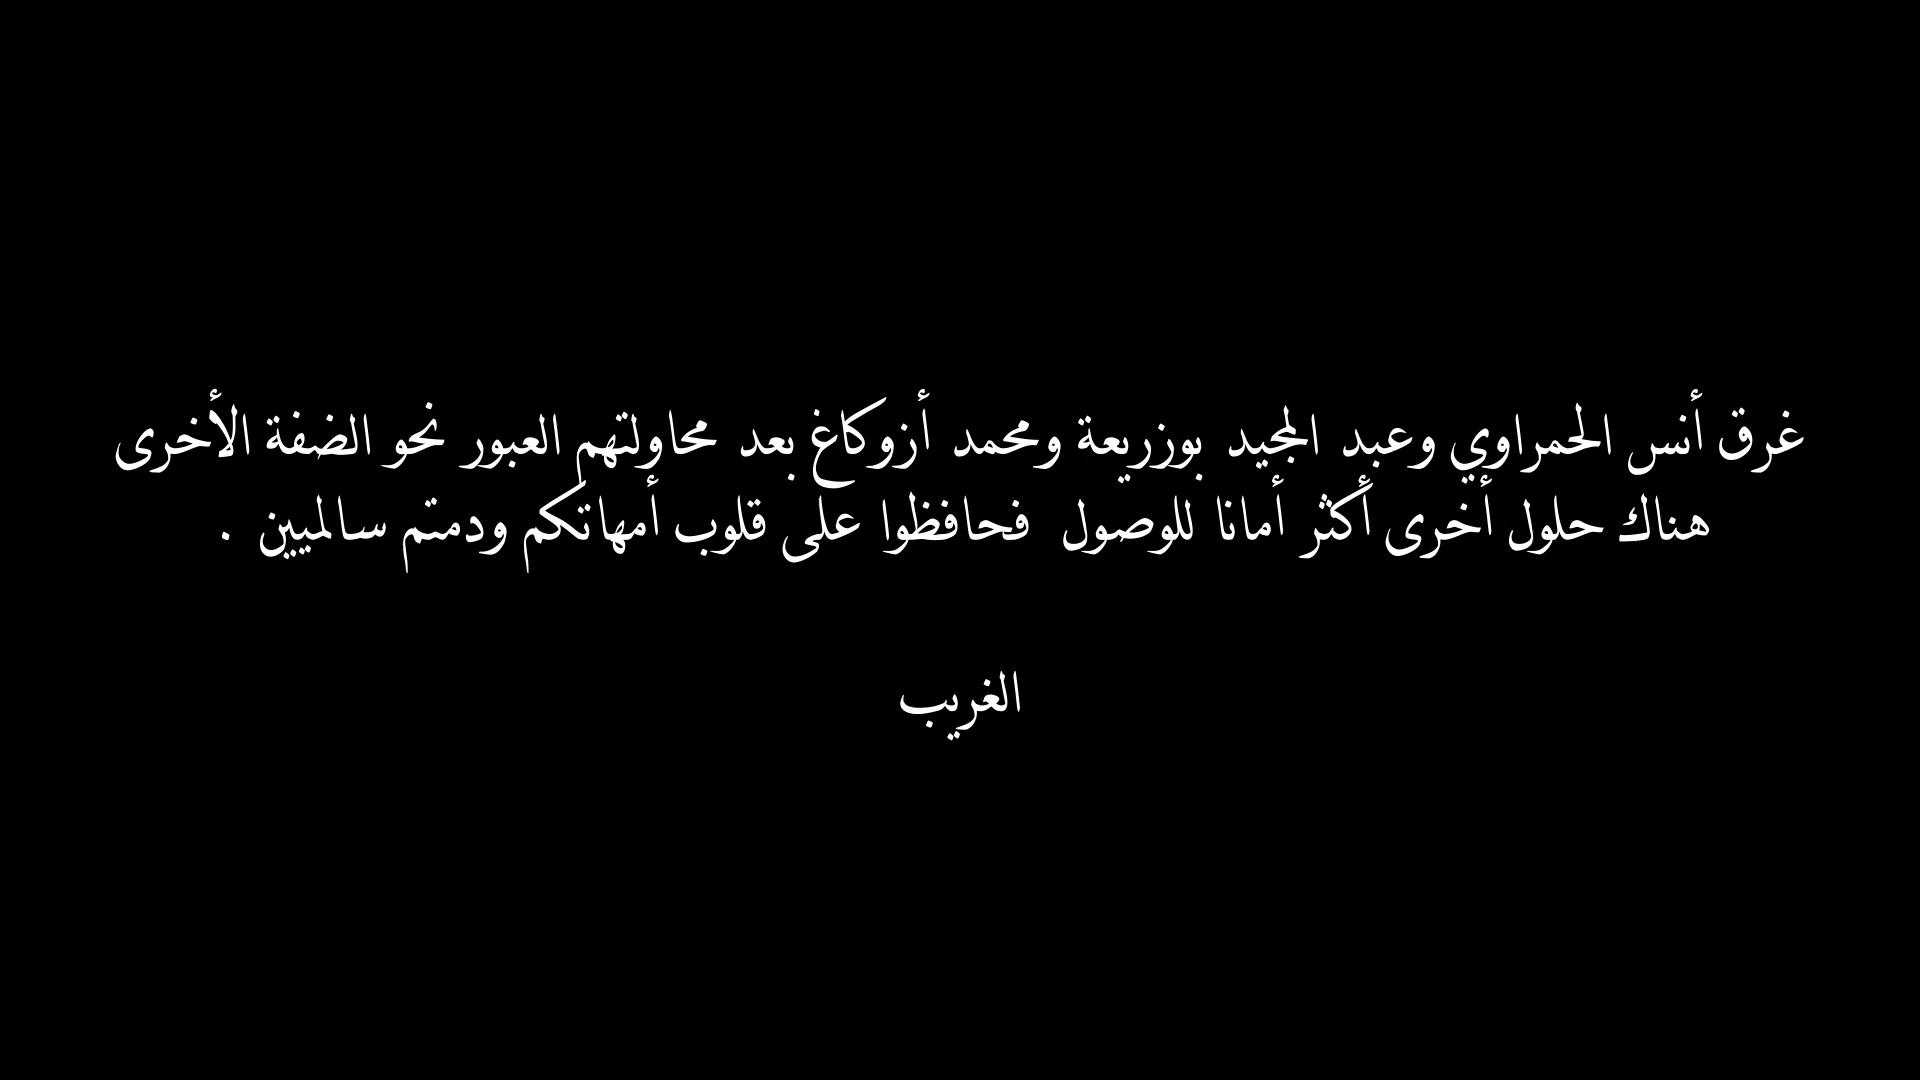 غرق أنس الحمراوي وعبد المجيد بوزريعة ومحمد أزوكاغ بعد محاولتهم العبور نحو الضفة الأخرى
هناك حلول أخرى أكثر أمانا للوصول فحافظوا على قلوب أمهاتكم ودمتم سالميين .
الغريب